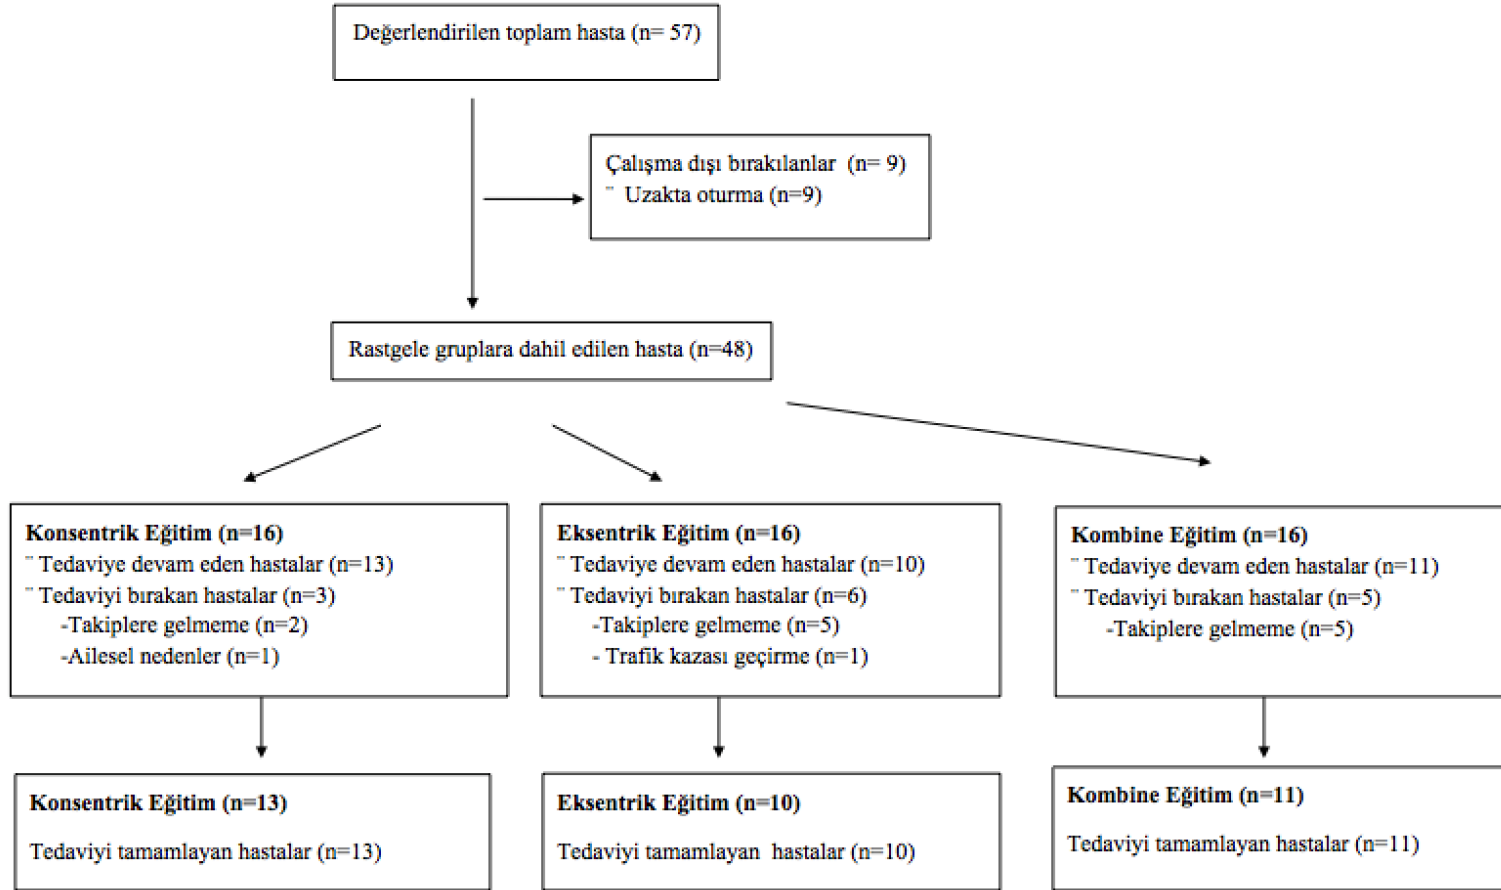 Değerlendirilen toplam hasta (n= 57)
Çalışma dışı bırakılanlar  (n= 9)
¨  Uzakta oturma (n=9)
Rastgele gruplara dahil edilen hasta (n=48)
Konsentrik Eğitim (n=16)
¨ Tedaviye devam eden hastalar (n=13)
¨ Tedaviyi bırakan hastalar (n=3)
-Takiplere gelmeme (n=2)
-Ailesel nedenler (n=1)
Eksentrik Eğitim (n=16)
¨ Tedaviye devam eden hastalar (n=10)
¨ Tedaviyi bırakan hastalar (n=6)
-Takiplere gelmeme (n=5)
- Trafik kazası geçirme (n=1)
Kombine Eğitim (n=16)
¨ Tedaviye devam eden hastalar (n=11)
¨ Tedaviyi bırakan hastalar (n=5)
-Takiplere gelmeme (n=5)
Konsentrik Eğitim (n=13)
Tedaviyi tamamlayan hastalar (n=13)
Eksentrik Eğitim (n=10)
Tedaviyi tamamlayan  hastalar (n=10)
Kombine Eğitim (n=11)
Tedaviyi tamamlayan hastalar (n=11)